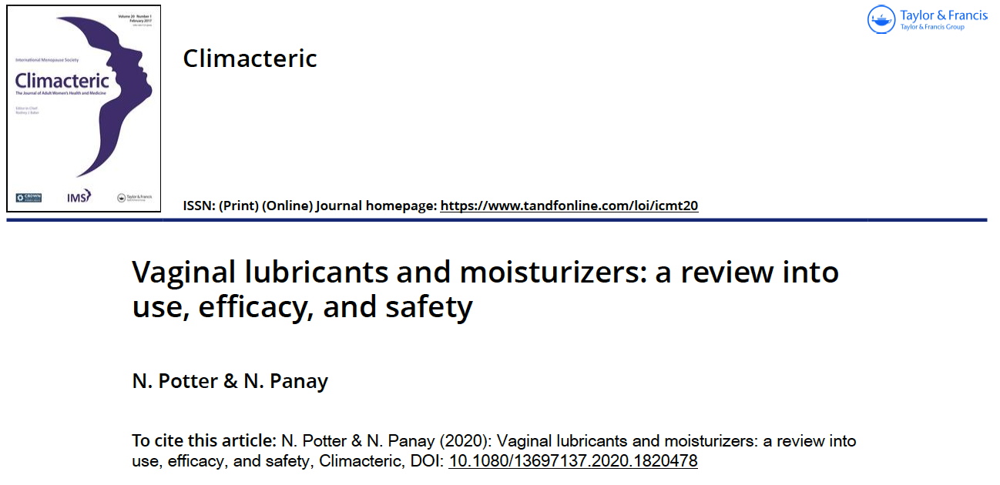 Volume 20 Number 1
February 2017
International Menopause Society
Climacteric
The Journal of Adult Women's Health and Medicine
Editor-in-Chief
Rodney J Baber
CROWN
IMS
Taylor & Francis
Taylor & Francis
Taylor & Francis Group
Climacteric
ISSN: (Print) (Online) Journal homepage: https://www.tandfonline.com/loi/icmt20
Vaginal lubricants and moisturizers: a review into
use, efficacy, and safety
N. Potter & N. Panay
To cite this article: N. Potter & N. Panay (2020): Vaginal lubricants and moisturizers: a review into
use, efficacy, and safety, Climacteric, DOI: 10.1080/13697137.2020.1820478